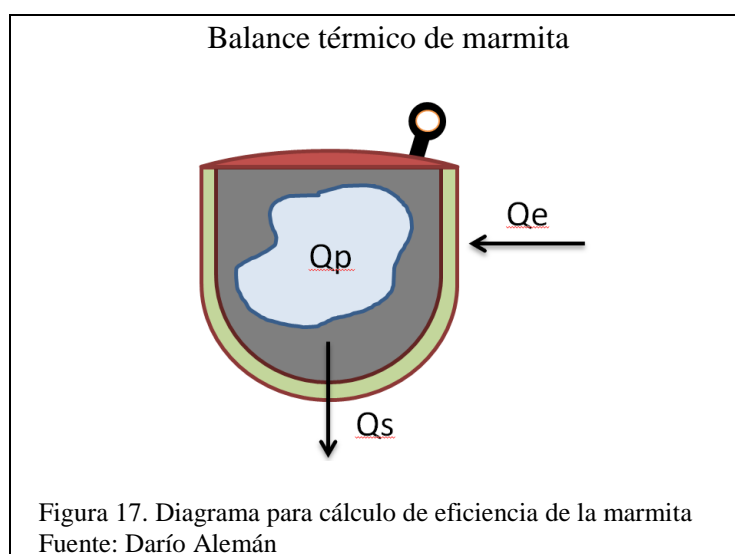 Balance térmico de marmita
Qe
Qp
Qs
Figura 17. Diagrama para cálculo de eficiencia de la marmita
Fuente: Darío Alemán